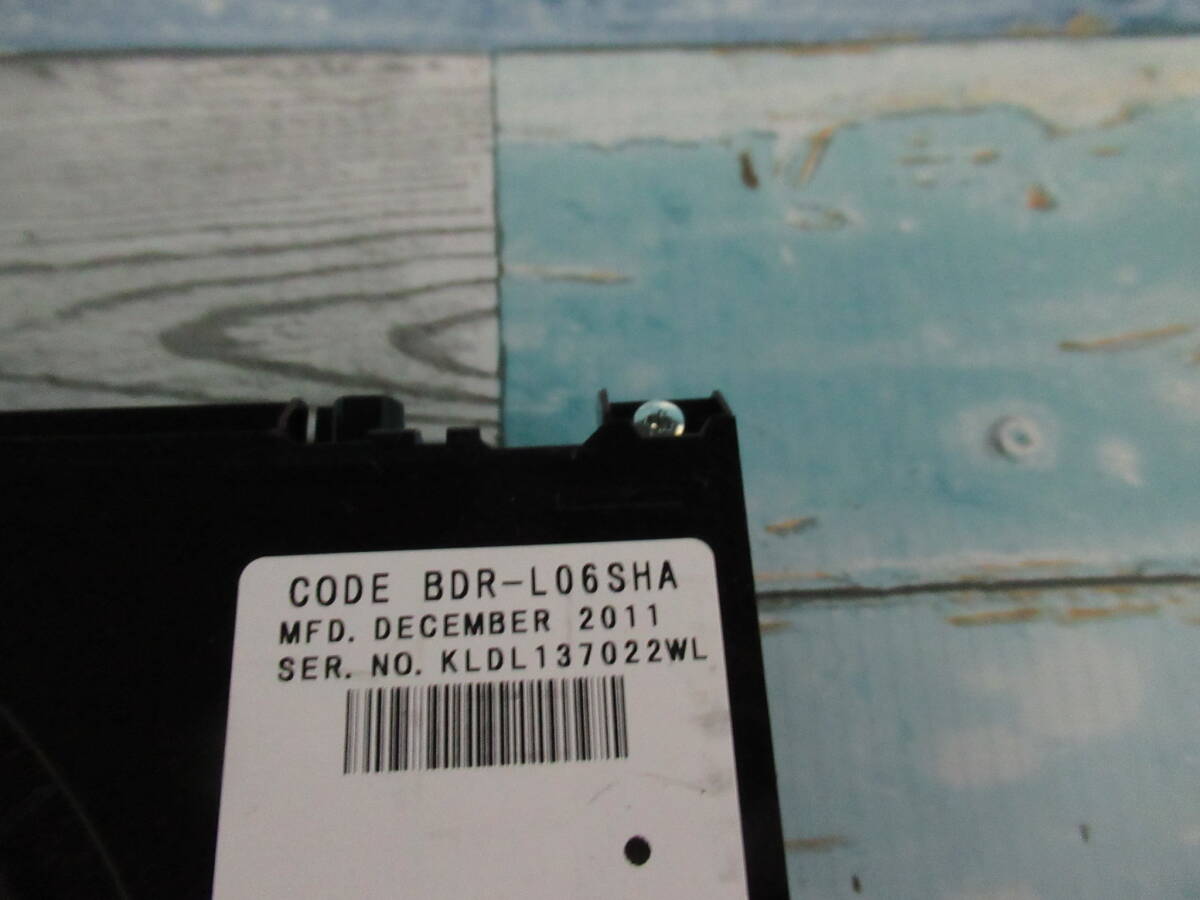 CODE BDR-L06SHA
MFD. DECEMBER 2011
SER. NO. KLDL137022WL